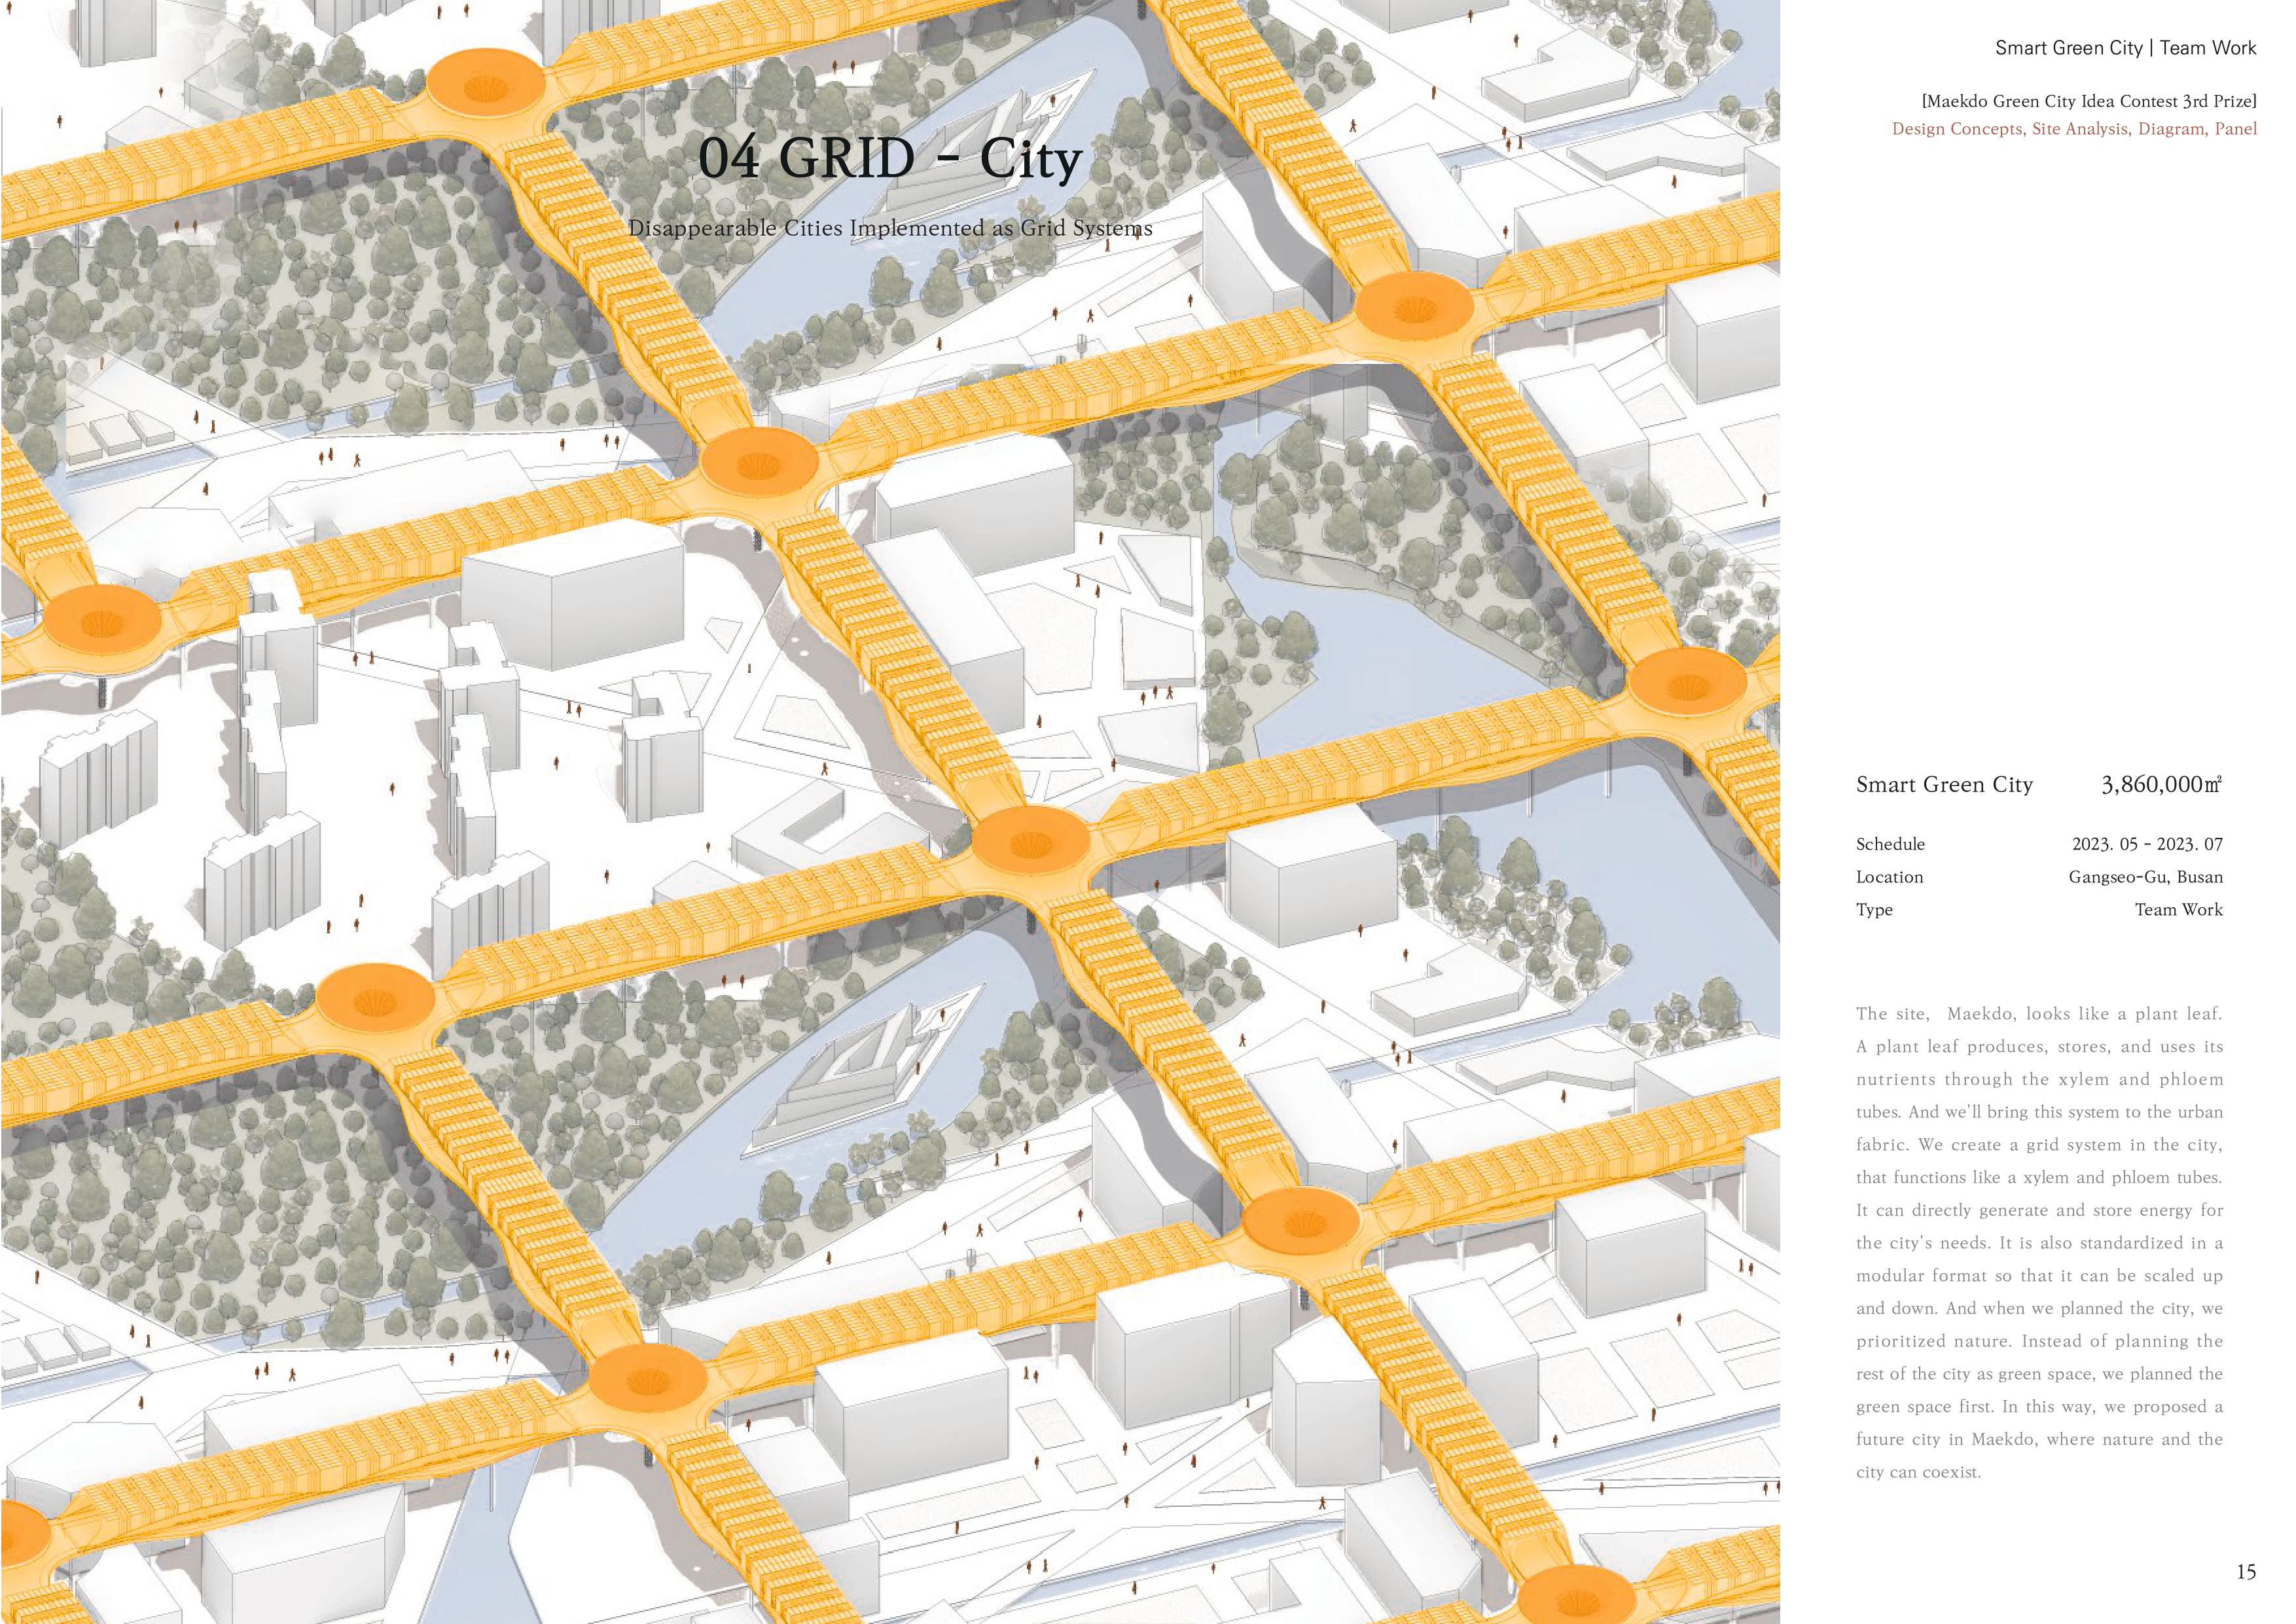 Smart Green City | Team Work
[Maekdo Green City Idea Contest 3rd Prize]
Design Concepts, Site Analysis, Diagram, Panel
04 GRID - City
Disappearable Cities Implemented as Grid Systems
Smart Green City 3,860,000㎡
Schedule 2023. 05 - 2023. 07
Location Gangseo-Gu, Busan
Type Team Work
The site, Maekdo, looks like a plant leaf.
A plant leaf produces, stores, and uses its
nutrients through the xylem and phloem
tubes. And we'll bring this system to the urban
fabric. We create a grid system in the city,
that functions like a xylem and phloem tubes.
It can directly generate and store energy for
the city's needs. It is also standardized in a
modular format so that it can be scaled up
and down. And when we planned the city, we
prioritized nature. Instead of planning the
rest of the city as green space, we planned the
green space first. In this way, we proposed a
future city in Maekdo, where nature and the
city can coexist.
15